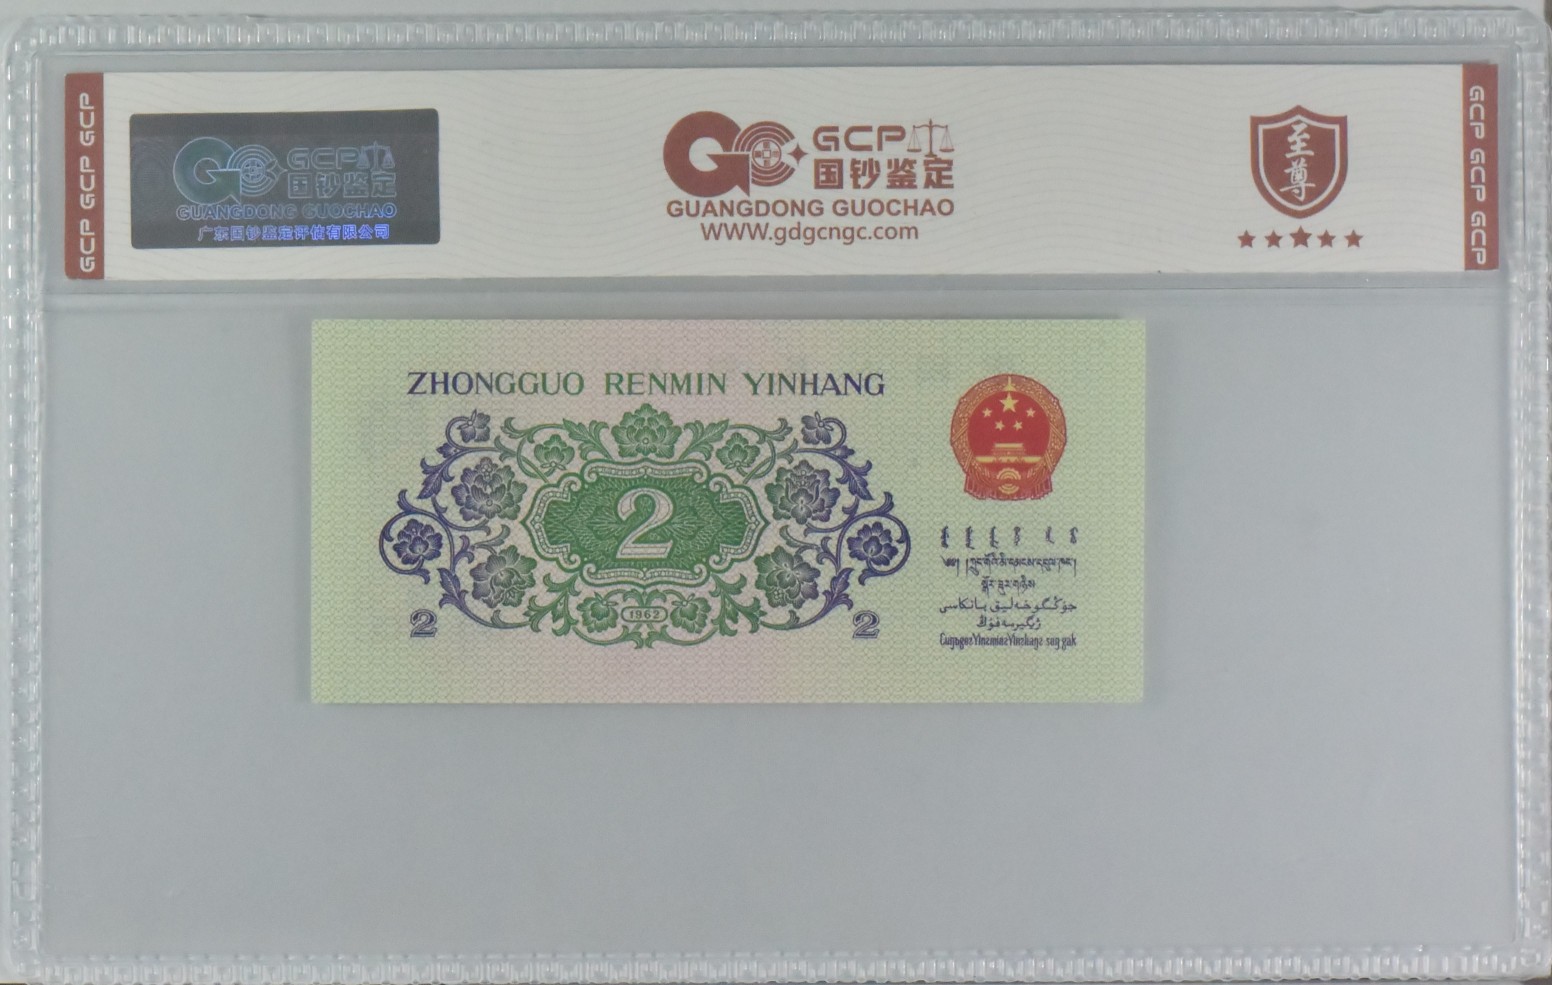 GCP GCP GCP
GCP
国钞鉴定
GUANGDONG GUOCHAO
广东国钞鉴定评估有限公司
GCP
国钞鉴定
GUANGDONG GUOCHAO
WWW.gdgcngc.com
至尊
GCP GCP GCP
ZHONGGUO RENMIN YINHANG
2
1962
2
2